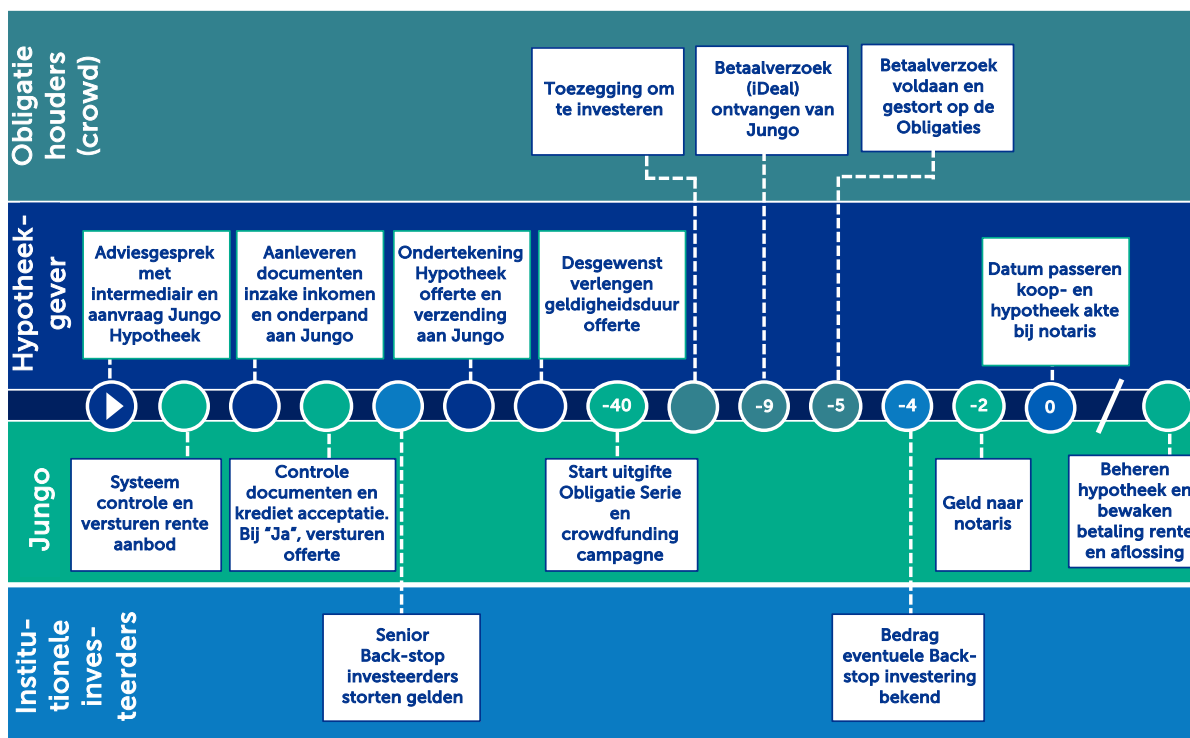 Obligatie
houders
(crowd)
Toezegging om
te investeren
Betaalverzoek
(iDeal)
ontvangen van
Jungo
Betaalverzoek
voldaan en
gestort op de
Obligaties
Hypotheek-
gever
Adviesgesprek
met
intermediair en
aanvraag Jungo
Hypotheek
Aanleveren
documenten
inzake inkomen
en onderpand
aan Jungo
Ondertekening
Hypotheek
offerte en
verzending
aan Jungo
Desgewenst
verlengen
geldigheidsduur
offerte
Datum passeren
koop- en
hypotheek akte
bij notaris
-40
-9
-5
-4
-2
0
Jungo
Systeem
controle en
versturen rente
aanbod
Controle
documenten en
krediet acceptatie.
Bij “Ja”, versturen
offerte
Start uitgifte
Obligatie Serie
en
crowdfunding
campagne
Geld naar
notaris
Beheren
hypotheek en
bewaken
betaling rente
en aflossing
Institu-
tionele
inves-
teerders
Senior
Back-stop
investeerders
storten gelden
Bedrag
eventuele Back-
stop investering
bekend